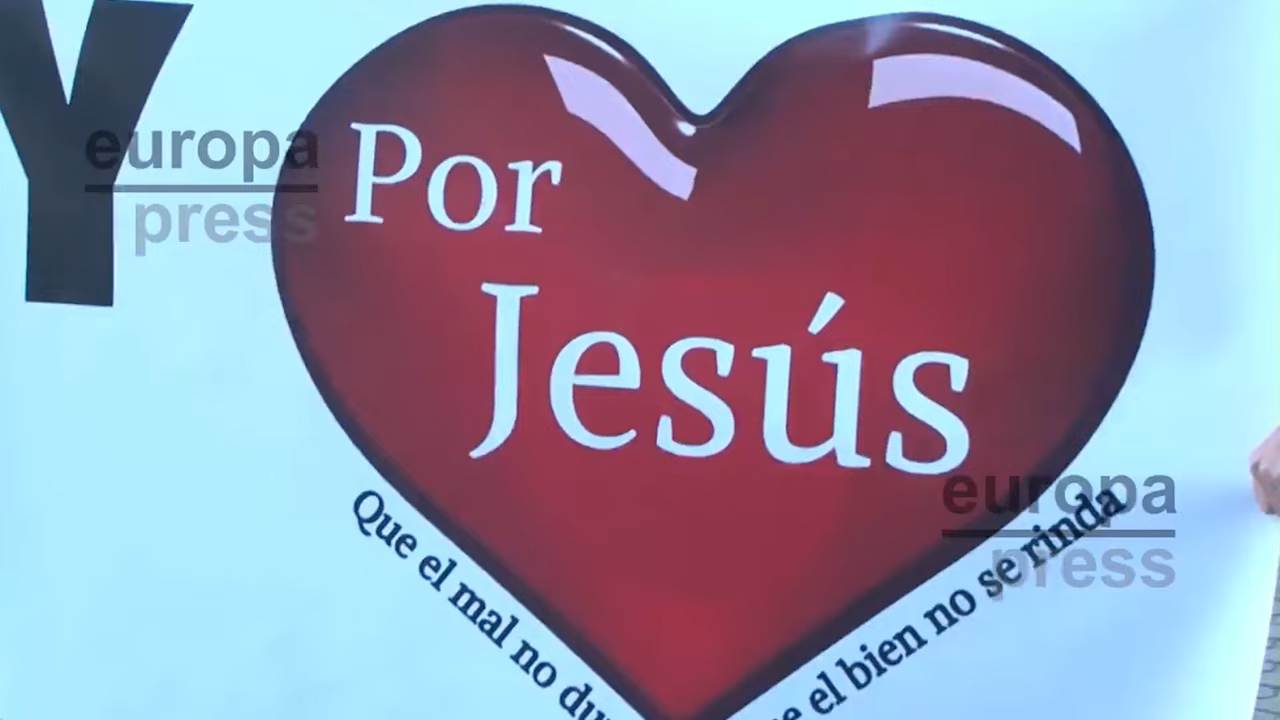 Y
Por
Jesús
Que el mal no
el bien no se rinda
europa
press
europa
press